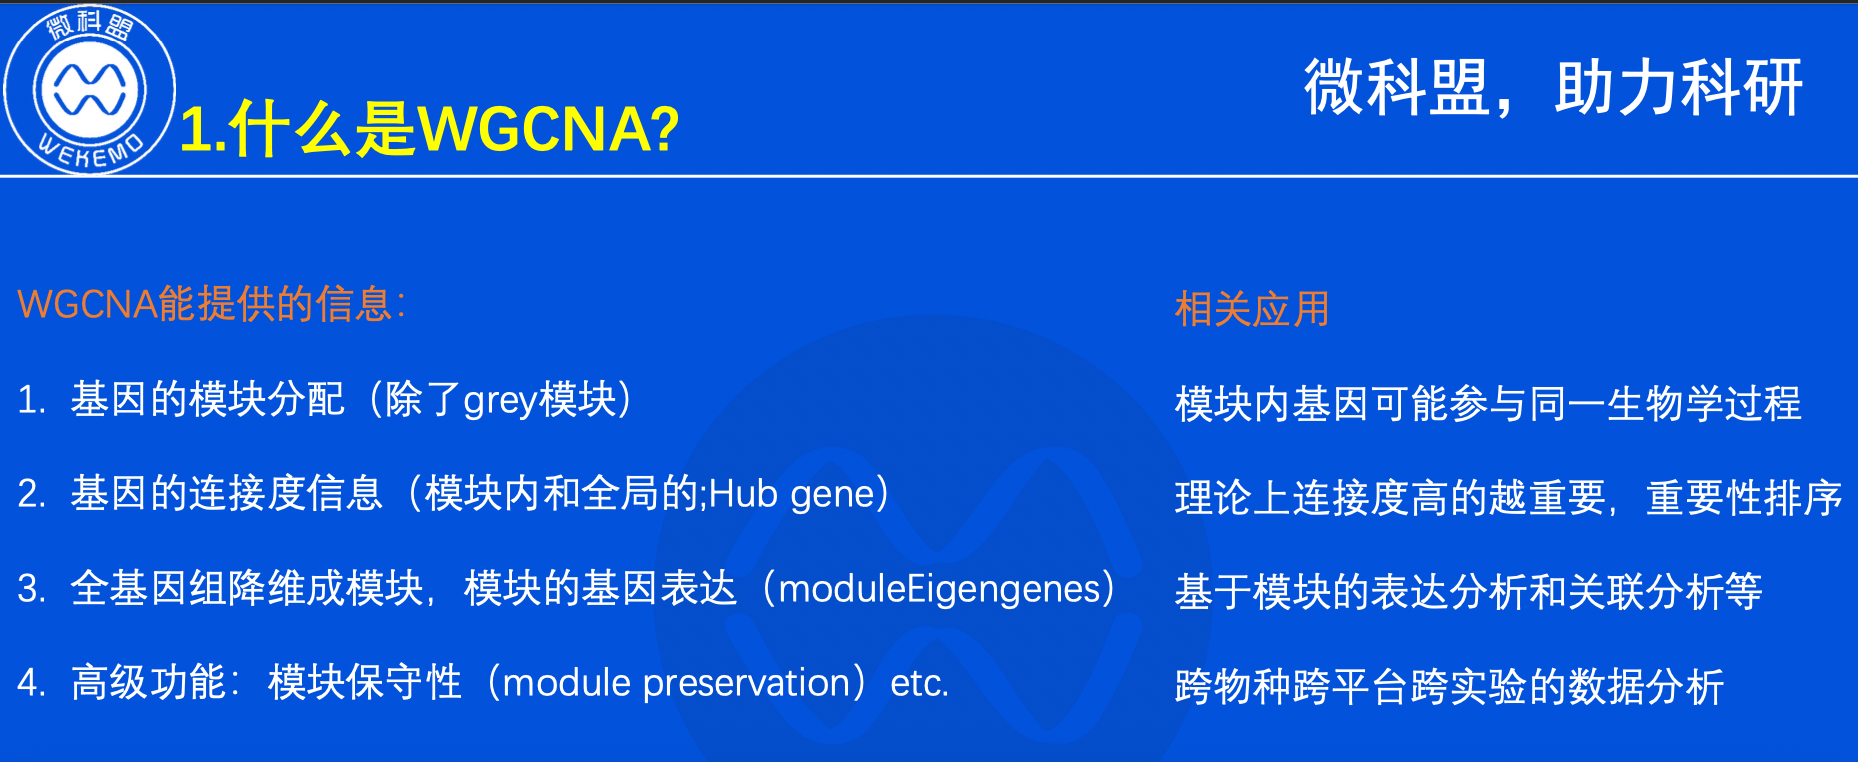 微科盟
WEKEMO
1.什么是WGCNA?
微科盟，助力科研
WGCNA能提供的信息：
1. 基因的模块分配（除了grey模块）
2. 基因的连接度信息（模块内和全局的;Hub gene）
3. 全基因组降维成模块，模块的基因表达（moduleEigengenes）
4. 高级功能：模块保守性（module preservation）etc.
相关应用
模块内基因可能参与同一生物学过程
理论上连接度高的越重要，重要性排序
基于模块的表达分析和关联分析等
跨物种跨平台跨实验的数据分析